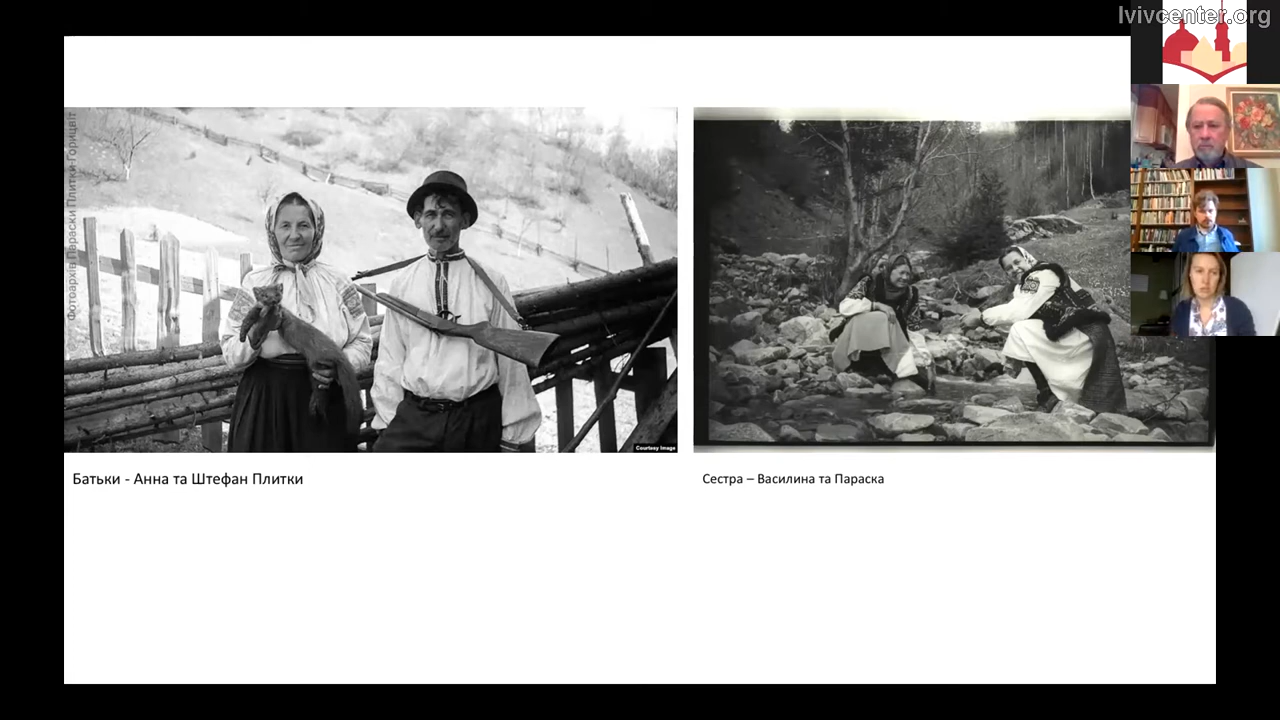 lvivcenter.org
Фотоархів Параски Плитки-Горицвіт
Courtesy Image
Батьки - Анна та Штефан Плитки
Сестра – Василина та Параска